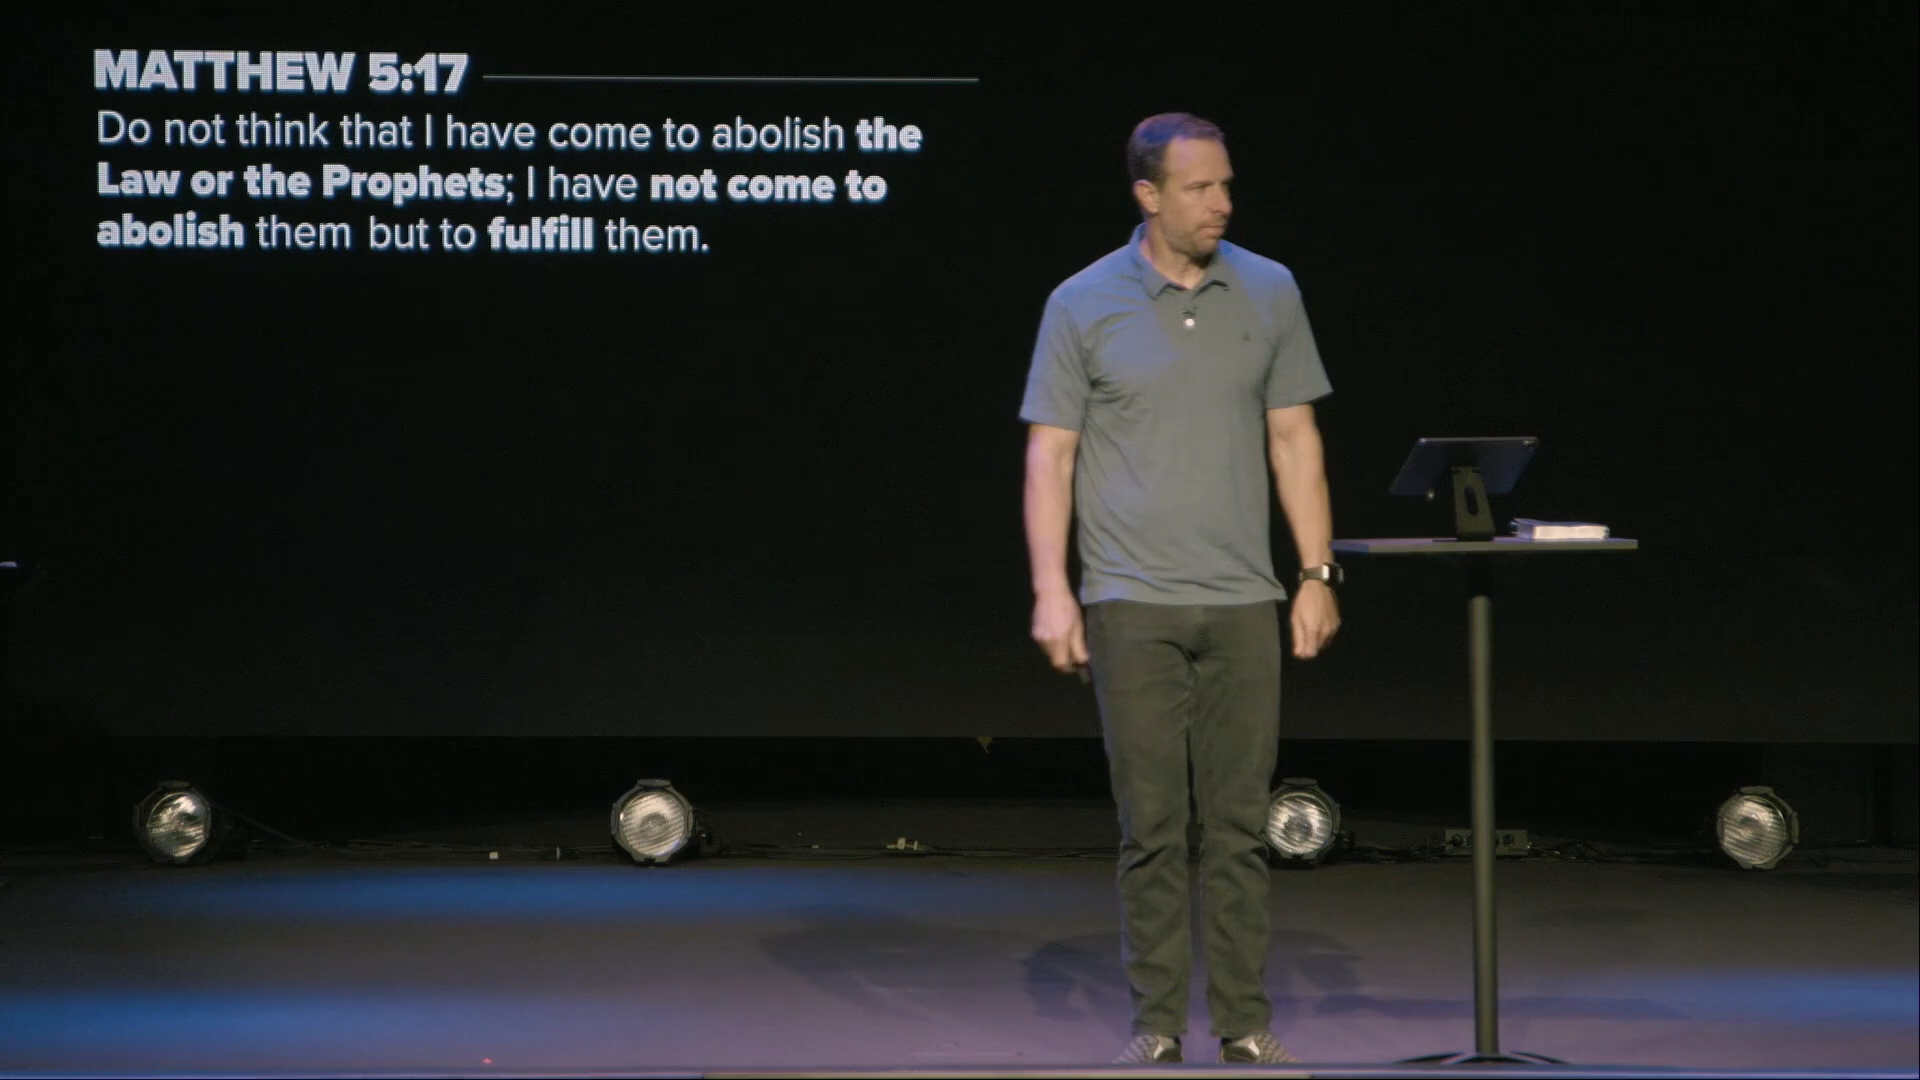 MATTHEW 5:17
Do not think that I have come to abolish the
Law or the Prophets; I have not come to
abolish them but to fulfill them.